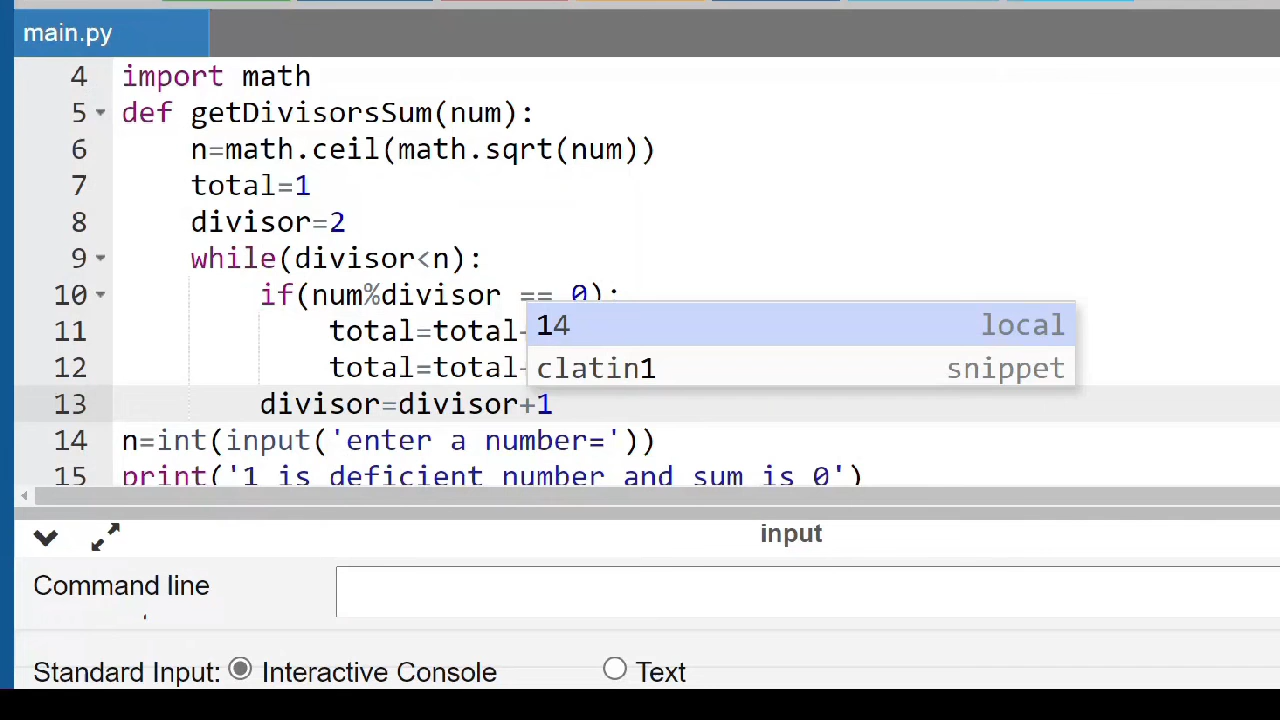 main.py
4 import math
5 def getDivisorsSum(num):
6 n=math.ceil(math.sqrt(num))
7 total=1
8 divisor=2
9 while(divisor<n):
10 if(num%divisor == 0):
11 total=total
14 local
12 total=total
clatin1 snippet
13 divisor=divisor+1
14 n=int(input('enter a number='))
15 print('1 is deficient number and sum is 0')
input
Command line
Standard Input: Interactive Console Text